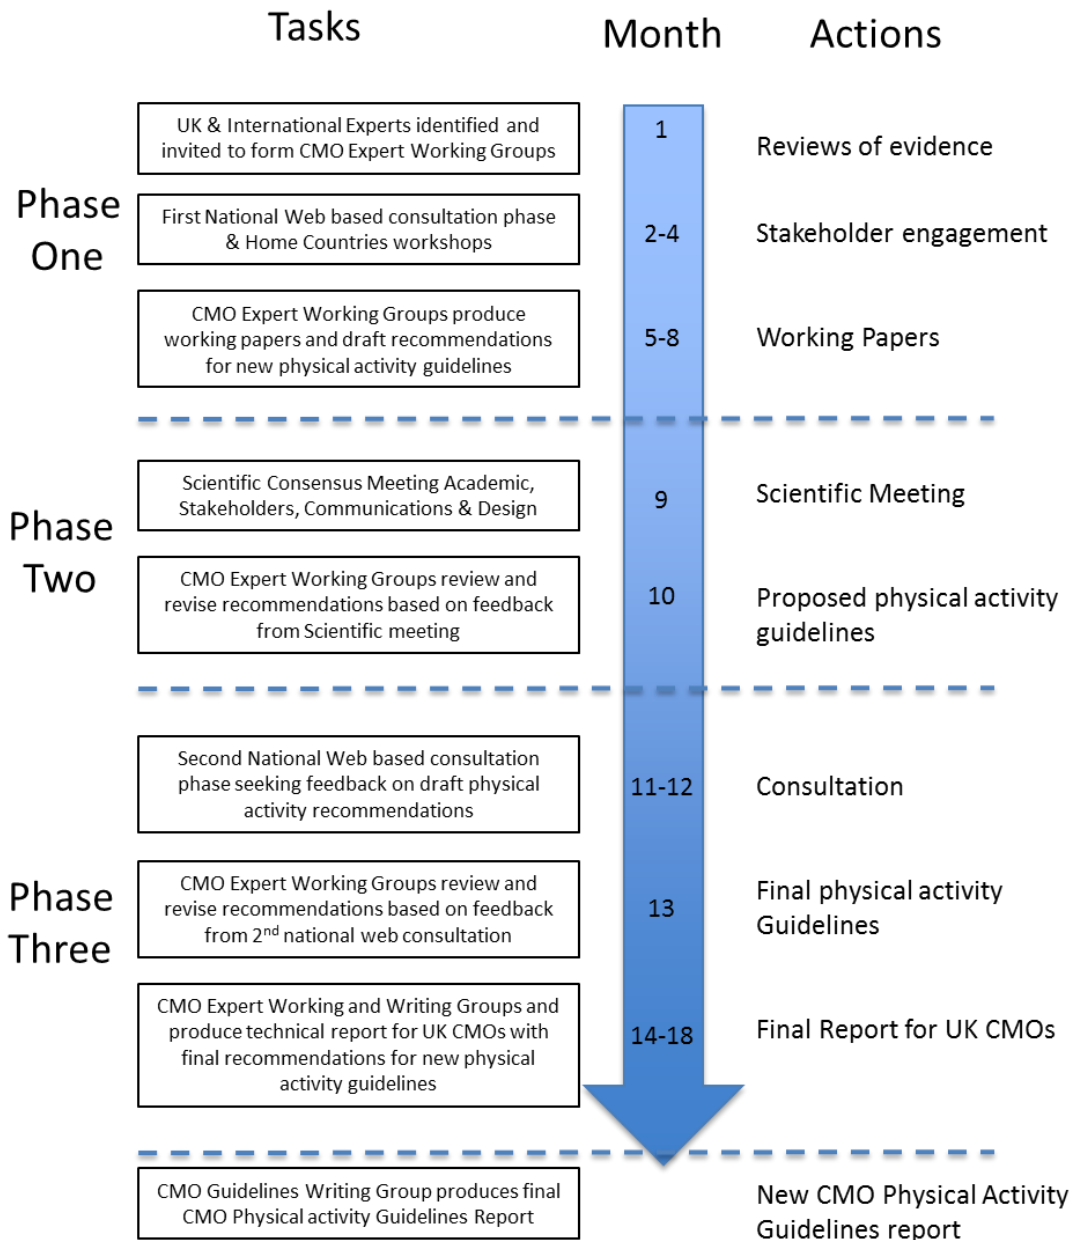 Tasks
Month
Actions
Phase
One
UK & International Experts identified and
invited to form CMO Expert Working Groups
1
Reviews of evidence
First National Web based consultation phase
& Home Countries workshops
2-4
Stakeholder engagement
CMO Expert Working Groups produce
working papers and draft recommendations
for new physical activity guidelines
5-8
Working Papers
Phase
Two
Scientific Consensus Meeting Academic,
Stakeholders, Communications & Design
9
Scientific Meeting
CMO Expert Working Groups review and
revise recommendations based on feedback
from Scientific meeting
10
Proposed physical activity
guidelines
Phase
Three
Second National Web based consultation
phase seeking feedback on draft physical
activity recommendations
11-12
Consultation
CMO Expert Working Groups review and
revise recommendations based on feedback
from 2nd national web consultation
13
Final physical activity
Guidelines
CMO Expert Working and Writing Groups and
produce technical report for UK CMOs with
final recommendations for new physical
activity guidelines
14-18
Final Report for UK CMOs
CMO Guidelines Writing Group produces final
CMO Physical activity Guidelines Report
New CMO Physical Activity
Guidelines report